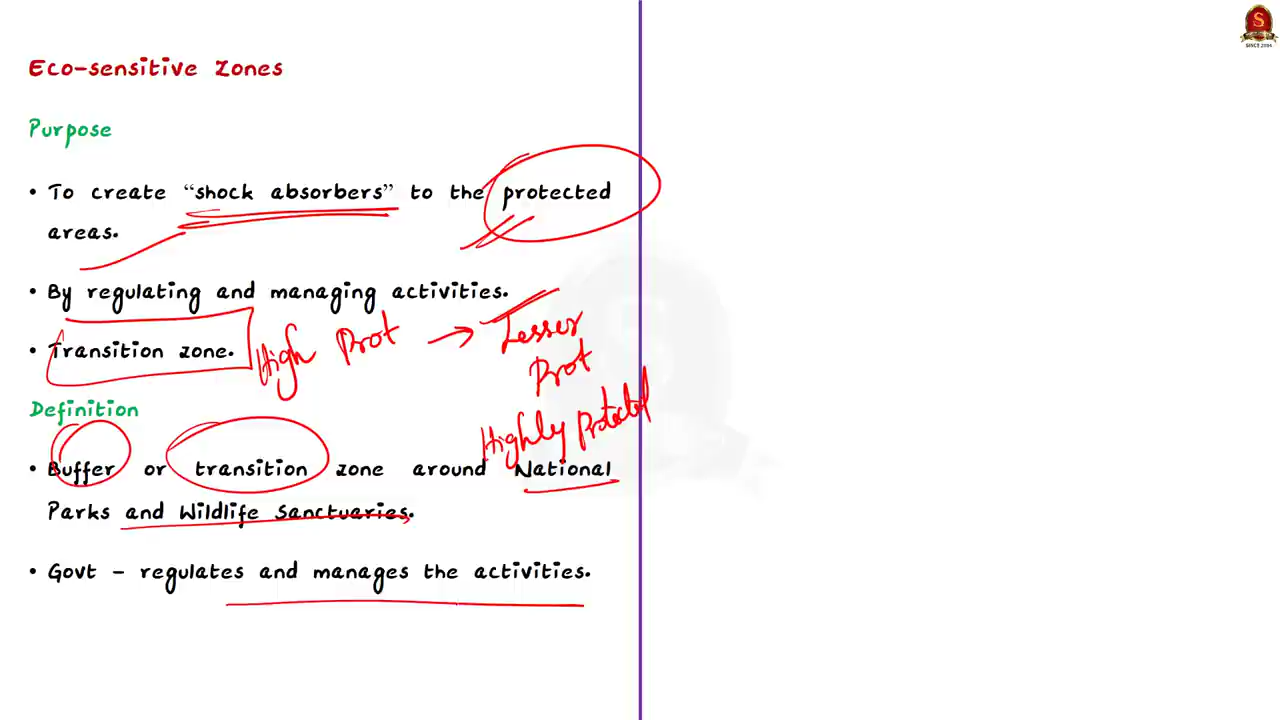 S
SINCE 2004
Eco-sensitive Zones
Purpose
• To create “shock absorbers” to the protected
areas.
• By regulating and managing activities.
• Transition zone.
High Prot → Lesser
Prot
Definition
Highly Protected
• Buffer or transition zone around National
Parks and Wildlife Sanctuaries.
• Govt – regulates and manages the activities.